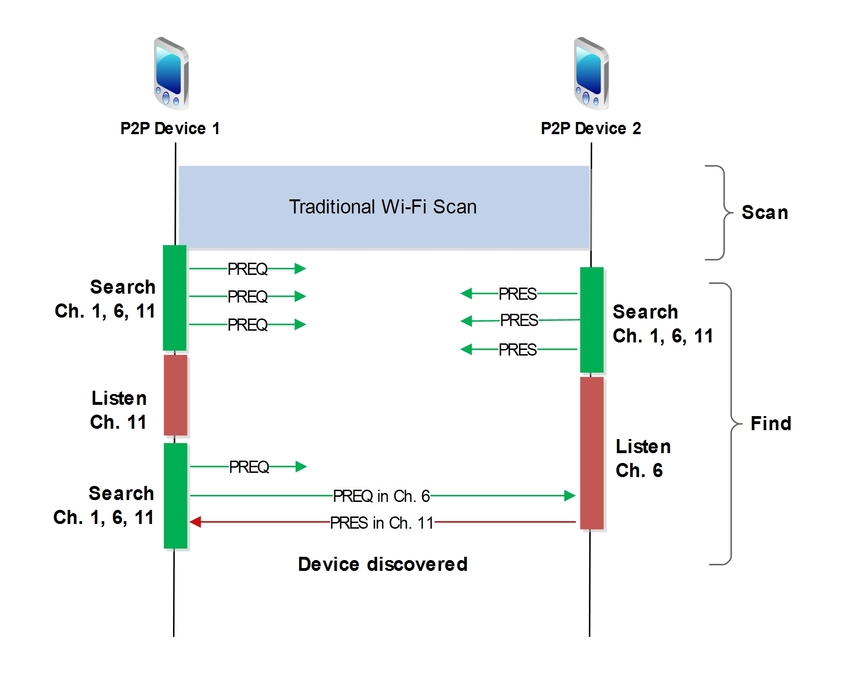 P2P Device 1
P2P Device 2
Traditional Wi-Fi Scan
Scan
PREQ
PREQ
PREQ
Search
Ch. 1, 6, 11
PRES
PRES
PRES
Search
Ch. 1, 6, 11
Listen
Ch. 11
Find
Listen
Ch. 6
PREQ
Search
Ch. 1, 6, 11
PREQ in Ch. 6
PRES in Ch. 11
Device discovered